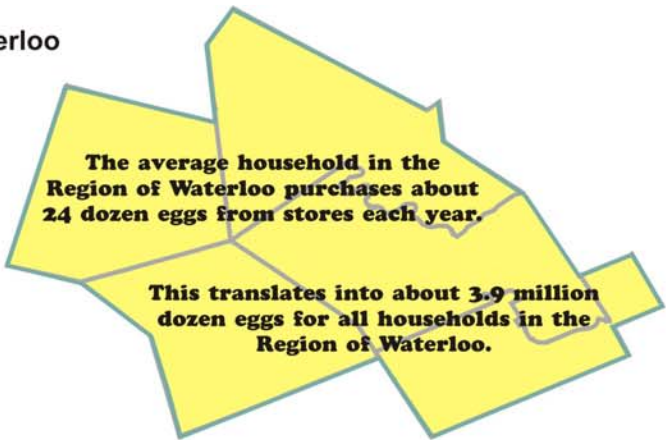 The average household in the
Region of Waterloo purchases about
24 dozen eggs from stores each year.
This translates into about 3.9 million
dozen eggs for all households in the
Region of Waterloo.